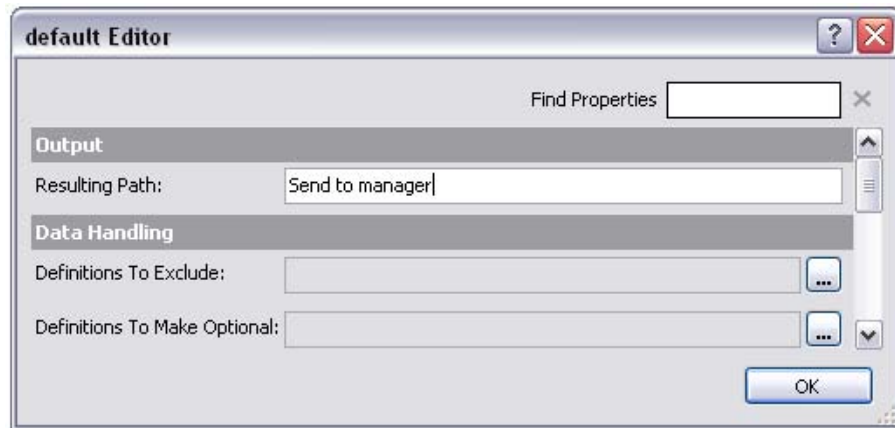 default Editor
Find Properties
Output
Resulting Path: Send to manager
Data Handling
Definitions To Exclude: ...
Definitions To Make Optional: ...
OK